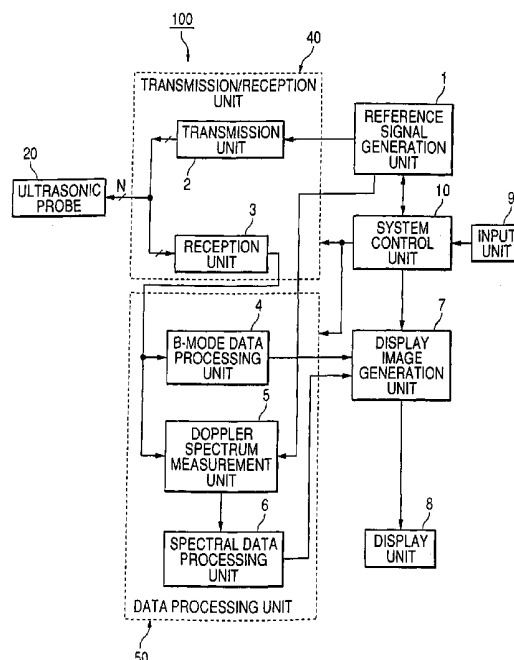 100
40
TRANSMISSION/RECEPTION
UNIT
1
REFERENCE
SIGNAL GENERATION
UNIT
TRANSMISSION
UNIT
2
20
N
ULTRASONIC
PROBE
3
RECEPTION
UNIT
10
SYSTEM
CONTROL
UNIT
9
INPUT
UNIT
4
B-MODE DATA
PROCESSING
UNIT
7
DISPLAY
IMAGE
GENERATION
UNIT
5
DOPPLER
SPECTRUM
MEASUREMENT
UNIT
6
SPECTRAL DATA
PROCESSING
UNIT
8
DISPLAY
UNIT
DATA PROCESSING UNIT
50